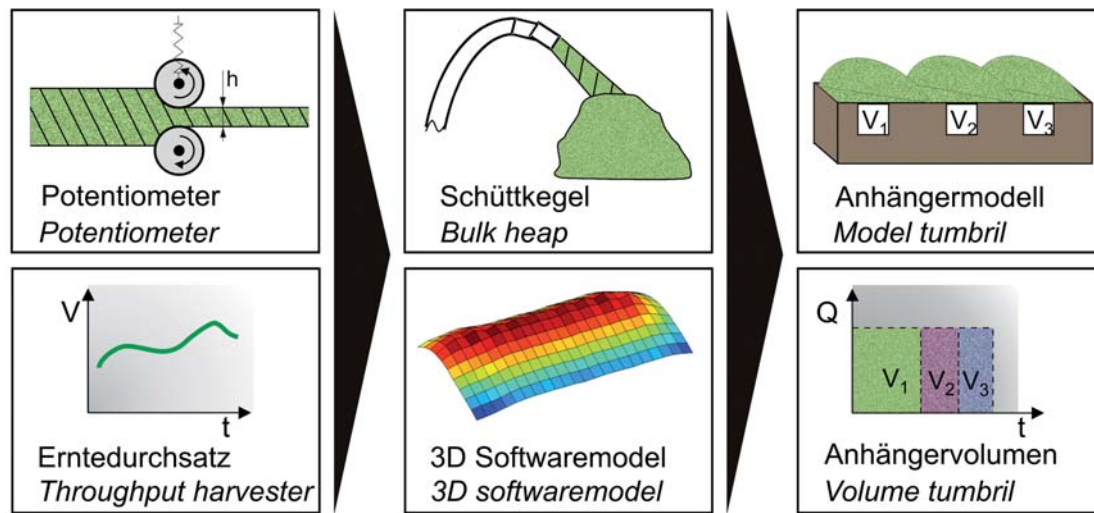 h
Potentiometer
Potentiometer
Schüttkegel
Bulk heap
V₁ V₂ V₃
Anhängermodell
Model tumbril
V
t
Erntedurchsatz
Throughput harvester
3D Softwaremodel
3D softwaremodel
Q
V₁ V₂ V₃
t
Anhängervolumen
Volume tumbril